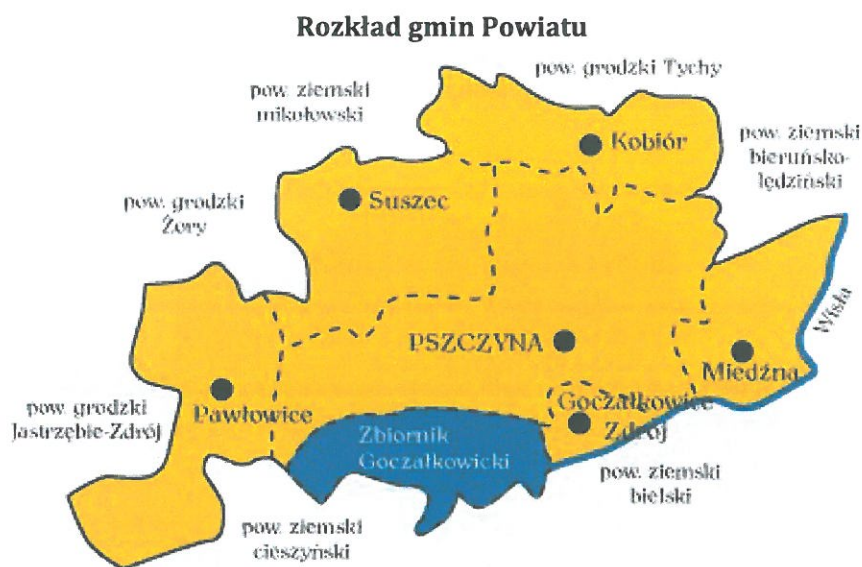 Rozkład gmin Powiatu
pow. grodzki Tychy
pow. ziemski
mikołowski
Kobiór
pow. ziemski
bieruńsko-
lędziński
Suszec
pow. grodzki
Żory
Wisła
PSZCZYNA
Miedźna
Pawłowice
Goczałkowice
Zdrój
pow. grodzki
Jastrzębie-Zdrój
Zbiornik
Goczałkowicki
pow. ziemski
bielski
pow. ziemski
cieszyński